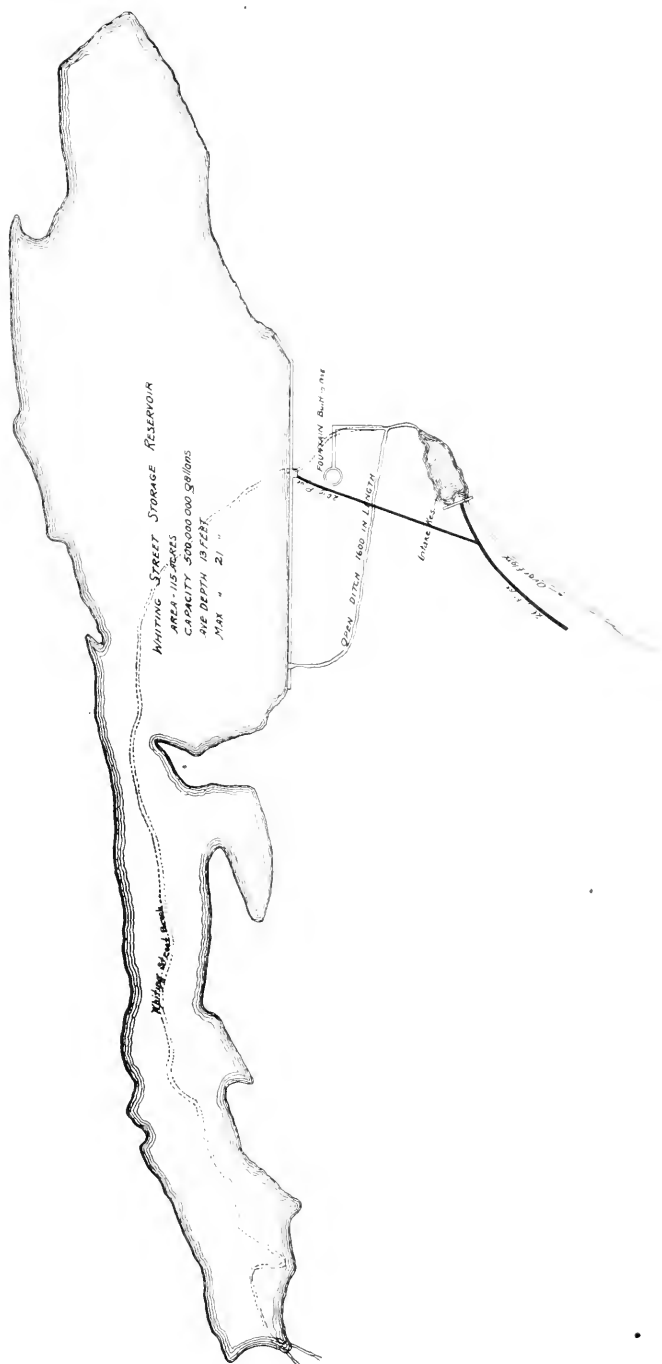 WHITING STREET STORAGE RESERVOIR
AREA - 115 ACRES
CAPACITY 500.000.000 gallons
AVE DEPTH 13 FEET
MAX " 21 "
FOUNTAIN
OPEN DITCH 1600 IN LENGTH
Intake Res.
Overflow
Whiting Street Brook